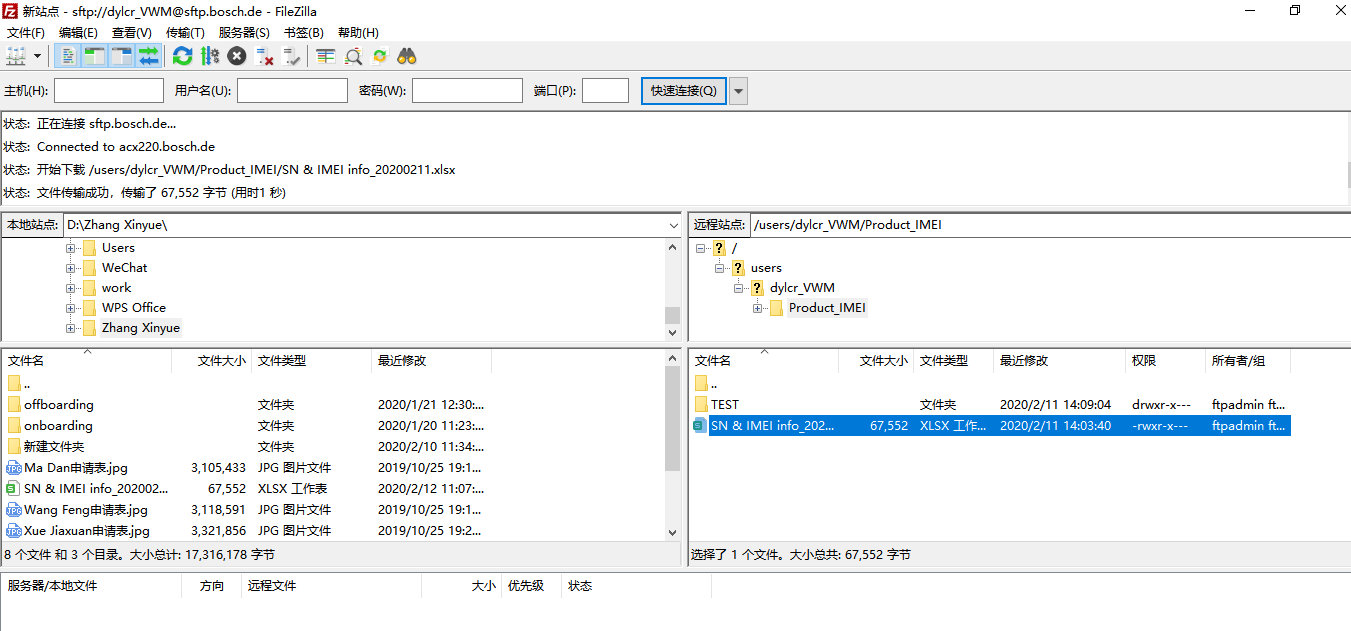 新站点 - sftp://dylcr_VWM@sftp.bosch.de - FileZilla
文件(F) 编辑(E) 查看(V) 传输(T) 服务器(S) 书签(B) 帮助(H)
主机(H): 用户名(U): 密码(W): 端口(P): 快速连接(Q)
状态: 正在连接 sftp.bosch.de...
状态: Connected to acx220.bosch.de
状态: 开始下载 /users/dylcr_VWM/Product_IMEI/SN & IMEI info_20200211.xlsx
状态: 文件传输成功，传输了 67,552 字节 (用时1 秒)
本地站点: D:\Zhang Xinyue\
Users
WeChat
work
WPS Office
Zhang Xinyue
远程站点: /users/dylcr_VWM/Product_IMEI
/
users
dylcr_VWM
Product_IMEI
文件名 文件大小 文件类型 最近修改
..
offboarding 文件夹 2020/1/21 12:30:...
onboarding 文件夹 2020/1/20 11:23:...
新建文件夹 文件夹 2020/2/10 11:34:...
Ma Dan申请表.jpg 3,105,433 JPG 图片文件 2019/10/25 19:1...
SN & IMEI info_202002... 67,552 XLSX 工作表 2020/2/12 11:07:...
Wang Feng申请表.jpg 3,118,591 JPG 图片文件 2019/10/25 19:1...
Xue Jiaxuan申请表.jpg 3,321,856 JPG 图片文件 2019/10/25 19:2...
8 个文件 和 3 个目录。大小总计: 17,316,178 字节
文件名 文件大小 文件类型 最近修改 权限 所有者/组
..
TEST 文件夹 2020/2/11 14:09:04 drwxr-x--- ftpadmin ft...
SN & IMEI info_202... 67,552 XLSX 工作... 2020/2/11 14:03:40 -rwxr-x--- ftpadmin ft...
选择了 1 个文件。大小总共: 67,552 字节
服务器/本地文件 方向 远程文件 大小 优先级 状态